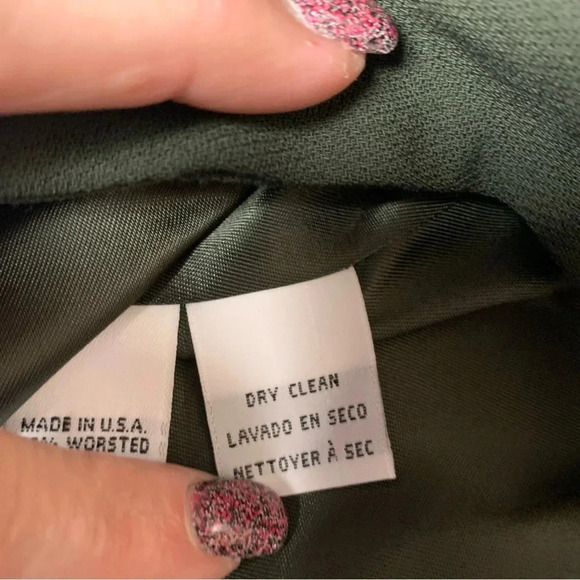 MADE IN U.S.A.
% WORSTED
DRY CLEAN
LAVADO EN SECO
NETTOYER À SEC